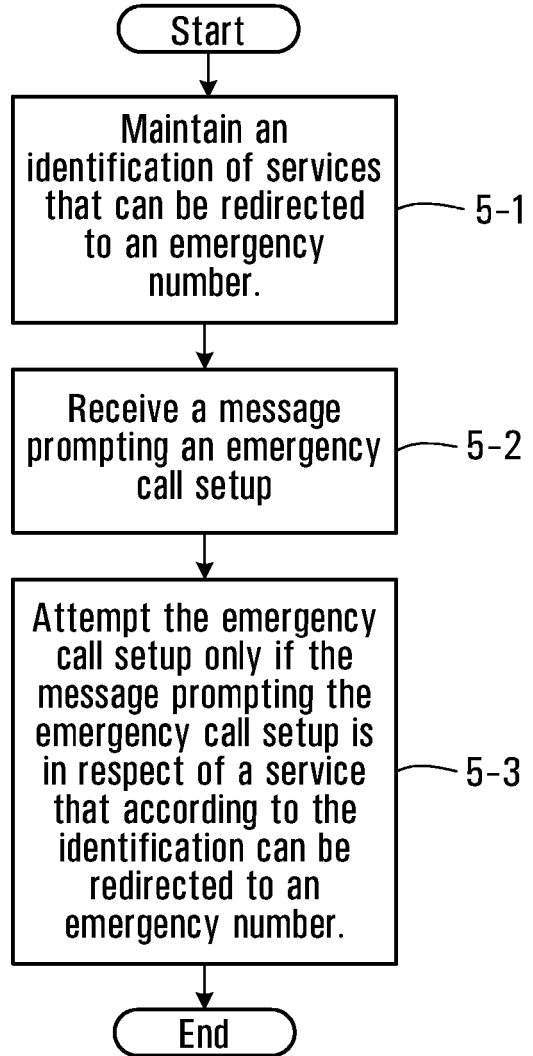 Start
Maintain an
identification of services
that can be redirected
to an emergency
number.
5-1
Receive a message
prompting an emergency
call setup
5-2
Attempt the emergency
call setup only if the
message prompting the
emergency call setup is
in respect of a service
that according to the
identification can be
redirected to an
emergency number.
5-3
End